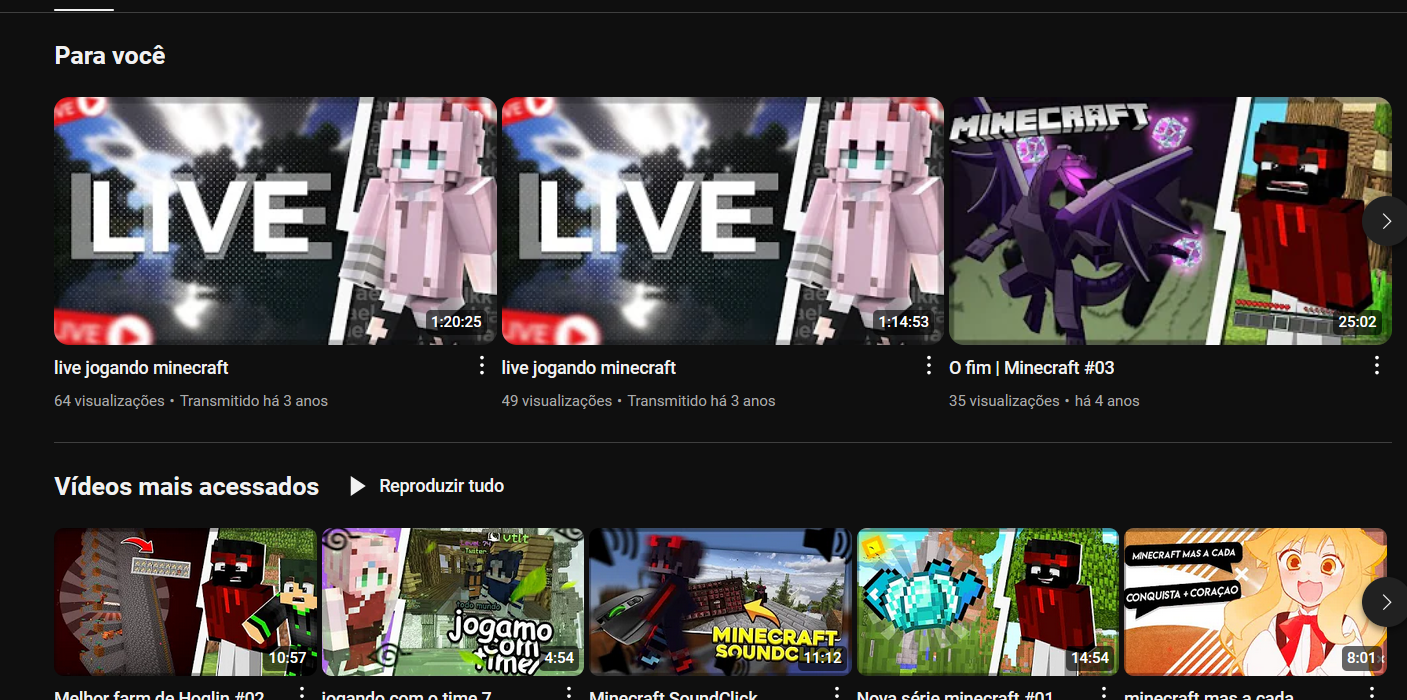 Para você
LIVE
LIVE
MINECRAFT
1:20:25
1:14:53
25:02
live jogando minecraft
live jogando minecraft
O fim | Minecraft #03
64 visualizações • Transmitido há 3 anos
49 visualizações • Transmitido há 3 anos
35 visualizações • há 4 anos
Vídeos mais acessados
Reproduzir tudo
todo mundo
jogamo
com
time!
MINECRAFT
SOUNDC
MINECRAFT MAS A CADA
CONQUISTA + CORAÇÃO
10:57
4:54
11:12
14:54
8:01
Melhor farm de Hoglin #02
jogando com o time 7
Minecraft SoundClick
Nova série minecraft #01
minecraft mas a cada